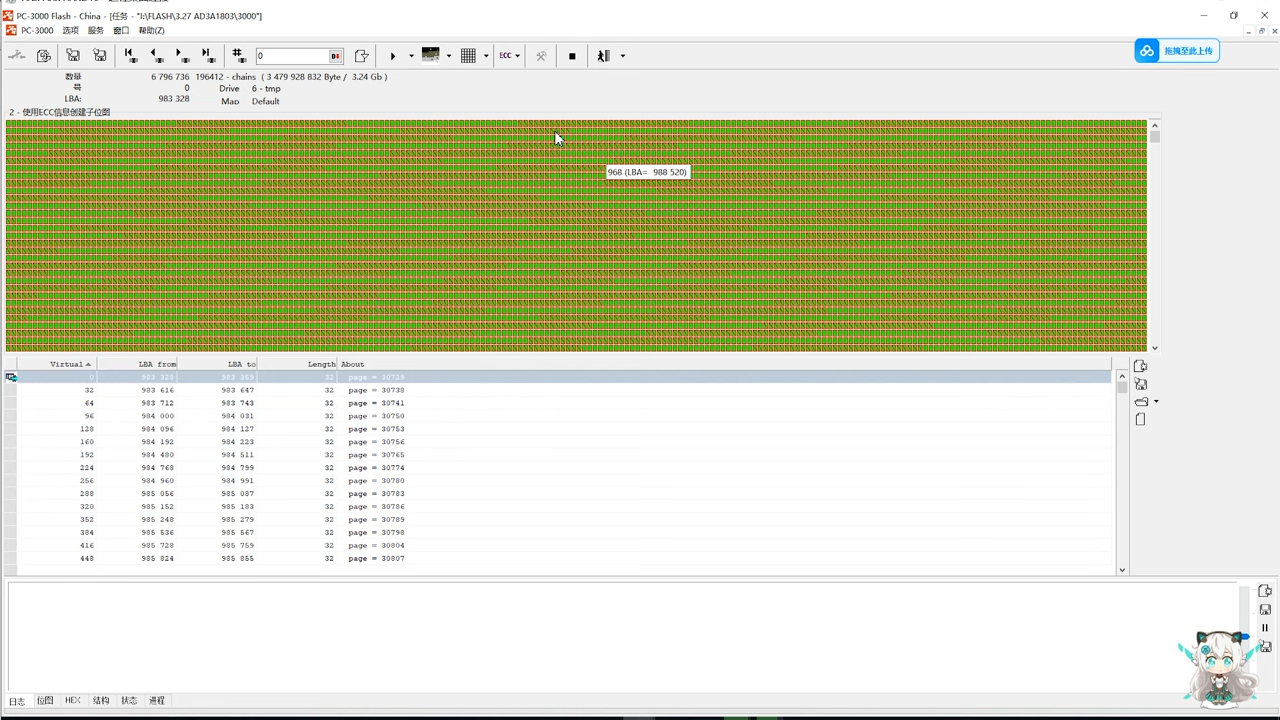 PC-3000 Flash - China - [任务 - "I:\FLASH\3.27 AD3A1803\3000"]
PC-3000 选项 服务 窗口 帮助(Z)
拖拽至此上传
0
ECC
数量 6 796 736 196412 - chains ( 3 479 928 832 Byte / 3.24 Gb )
号 0 Drive 6 - tmp
LBA: 983 328 Map Default
2 - 使用ECC信息创建子位图
968 (LBA= 988 520)
Virtual LBA from LBA to Length About
0 983 328 983 359 32 page = 30729
32 983 616 983 647 32 page = 30738
64 983 712 983 743 32 page = 30741
96 984 000 984 031 32 page = 30750
128 984 096 984 127 32 page = 30753
160 984 192 984 223 32 page = 30756
192 984 480 984 511 32 page = 30765
224 984 768 984 799 32 page = 30774
256 984 960 984 991 32 page = 30780
288 985 056 985 087 32 page = 30783
320 985 152 985 183 32 page = 30786
352 985 248 985 279 32 page = 30789
384 985 536 985 567 32 page = 30798
416 985 728 985 759 32 page = 30804
448 985 824 985 855 32 page = 30807
日志 位图 HEX 结构 状态 进程